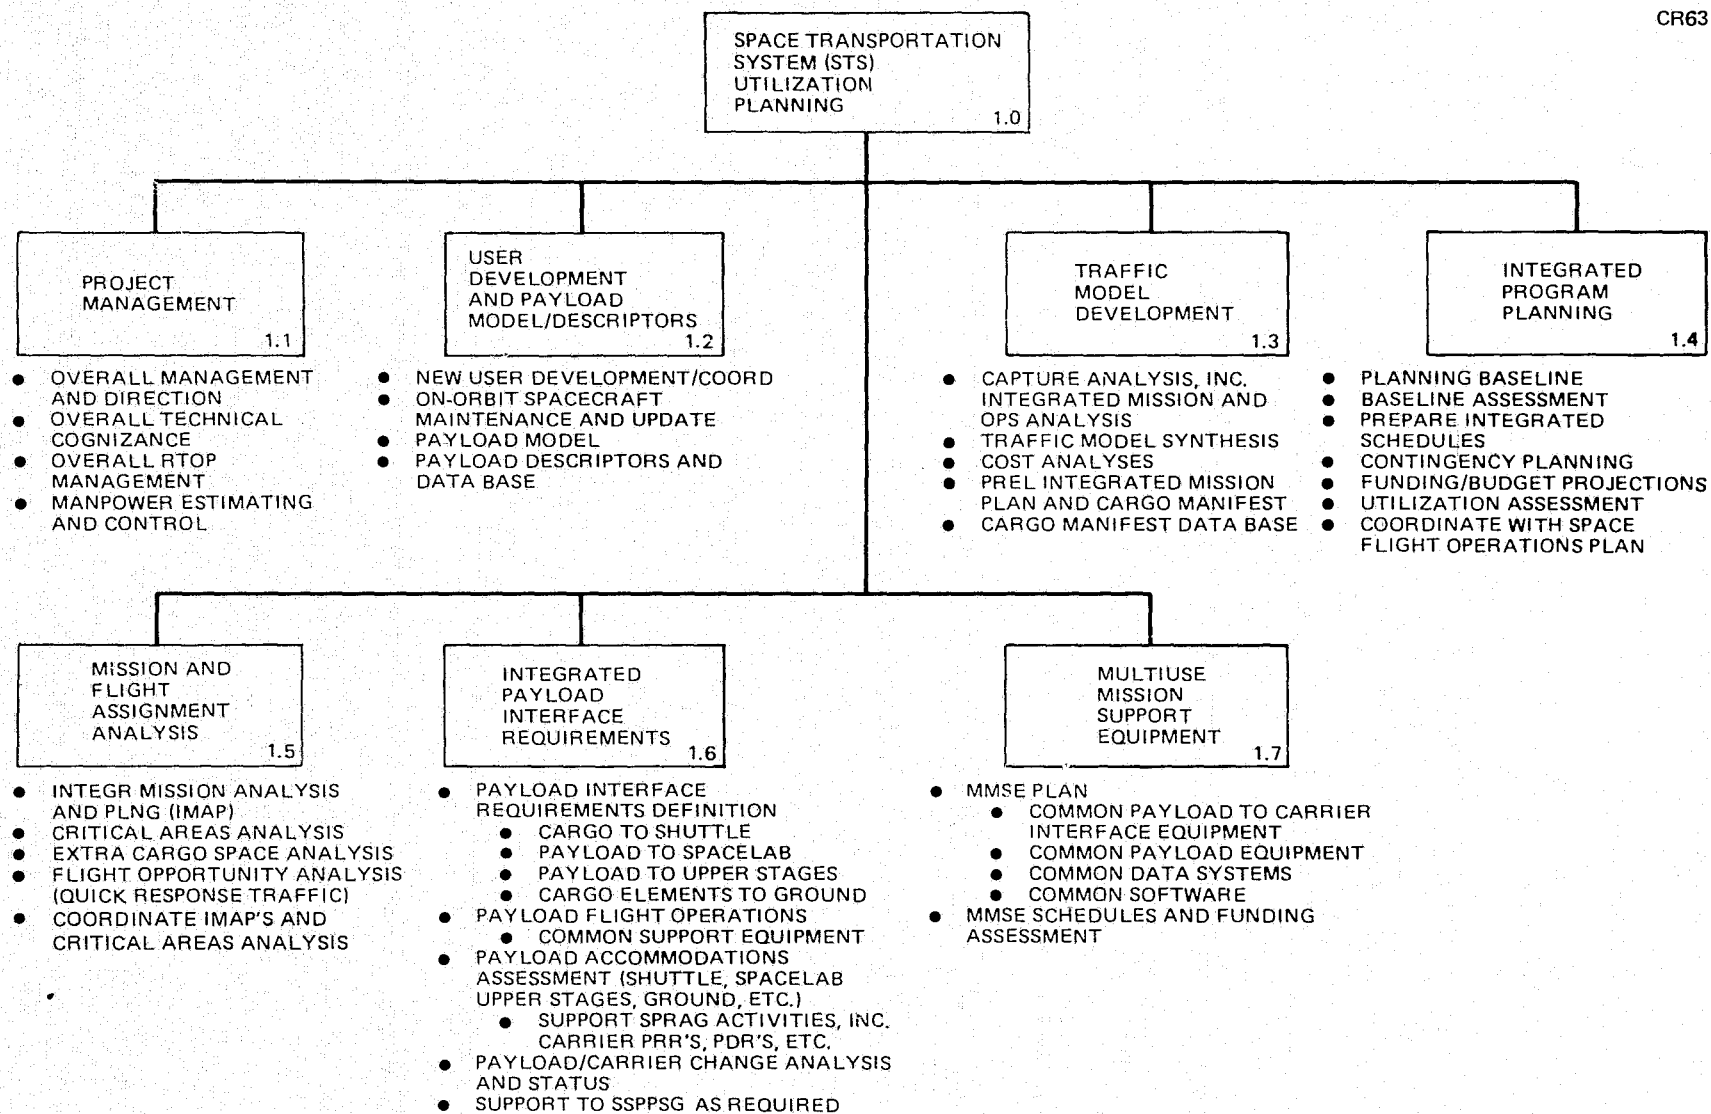 CR63
SPACE TRANSPORTATION
SYSTEM (STS)
UTILIZATION
PLANNING
1.0
PROJECT
MANAGEMENT
1.1
● OVERALL MANAGEMENT
AND DIRECTION
● OVERALL TECHNICAL
COGNIZANCE
● OVERALL RTOP
MANAGEMENT
● MANPOWER ESTIMATING
AND CONTROL
USER
DEVELOPMENT
AND PAYLOAD
MODEL/DESCRIPTORS
1.2
● NEW USER DEVELOPMENT/COORD
● ON-ORBIT SPACECRAFT
MAINTENANCE AND UPDATE
● PAYLOAD MODEL
● PAYLOAD DESCRIPTORS AND
DATA BASE
TRAFFIC
MODEL
DEVELOPMENT
1.3
● CAPTURE ANALYSIS, INC.
INTEGRATED MISSION AND
OPS ANALYSIS
● TRAFFIC MODEL SYNTHESIS
● COST ANALYSES
● PREL INTEGRATED MISSION
PLAN AND CARGO MANIFEST
● CARGO MANIFEST DATA BASE
INTEGRATED
PROGRAM
PLANNING
1.4
● PLANNING BASELINE
● BASELINE ASSESSMENT
● PREPARE INTEGRATED
SCHEDULES
● CONTINGENCY PLANNING
● FUNDING/BUDGET PROJECTIONS
● UTILIZATION ASSESSMENT
● COORDINATE WITH SPACE
FLIGHT OPERATIONS PLAN
MISSION AND
FLIGHT
ASSIGNMENT
ANALYSIS
1.5
● INTEGR MISSION ANALYSIS
AND PLNG (IMAP)
● CRITICAL AREAS ANALYSIS
● EXTRA CARGO SPACE ANALYSIS
● FLIGHT OPPORTUNITY ANALYSIS
(QUICK RESPONSE TRAFFIC)
● COORDINATE IMAP'S AND
CRITICAL AREAS ANALYSIS
INTEGRATED
PAYLOAD
INTERFACE
REQUIREMENTS
1.6
● PAYLOAD INTERFACE
REQUIREMENTS DEFINITION
● CARGO TO SHUTTLE
● PAYLOAD TO SPACELAB
● PAYLOAD TO UPPER STAGES
● CARGO ELEMENTS TO GROUND
● PAYLOAD FLIGHT OPERATIONS
● COMMON SUPPORT EQUIPMENT
● PAYLOAD ACCOMMODATIONS
ASSESSMENT (SHUTTLE, SPACELAB
UPPER STAGES, GROUND, ETC.)
● SUPPORT SPRAG ACTIVITIES, INC.
CARRIER PRR'S, PDR'S, ETC.
● PAYLOAD/CARRIER CHANGE ANALYSIS
AND STATUS
● SUPPORT TO SSPPSG AS REQUIRED
MULTIUSE
MISSION
SUPPORT
EQUIPMENT
1.7
● MMSE PLAN
● COMMON PAYLOAD TO CARRIER
INTERFACE EQUIPMENT
● COMMON PAYLOAD EQUIPMENT
● COMMON DATA SYSTEMS
● COMMON SOFTWARE
● MMSE SCHEDULES AND FUNDING
ASSESSMENT